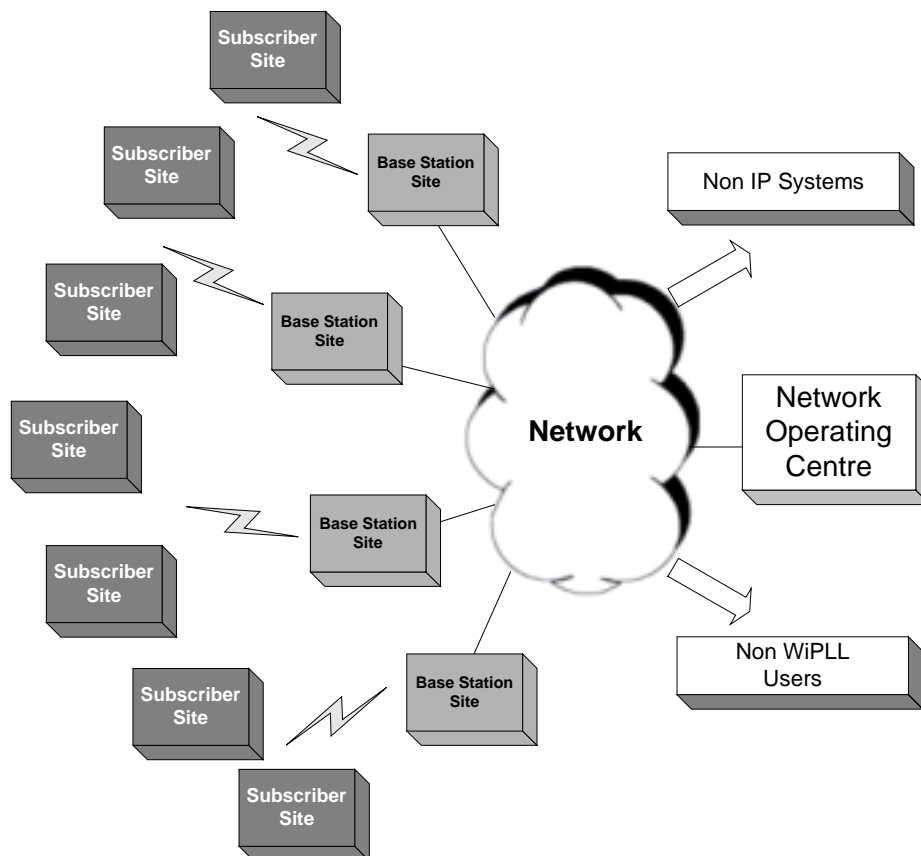 Subscriber
Site
Subscriber
Site
Base Station
Site
Non IP Systems
Subscriber
Site
Base Station
Site
Network
Operating
Centre
Subscriber
Site
Network
Base Station
Site
Subscriber
Site
Non WiPLL
Users
Base Station
Site
Subscriber
Site
Subscriber
Site